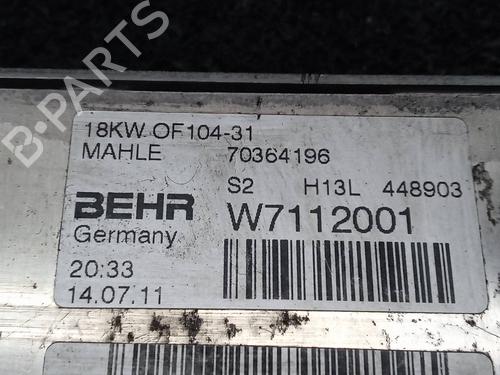 B-PARTS
18KW OF104-31
MAHLE 70364196
S2 H13L 448903
BEHR W7112001
Germany
20:33
14.07.11